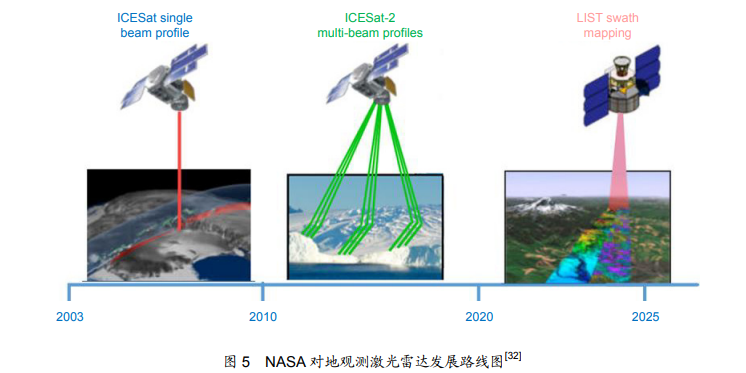 ICESat single
beam profile
ICESat-2
multi-beam profiles
LIST swath
mapping
2003
2010
2020
2025
图 5 NASA 对地观测激光雷达发展路线图[32]